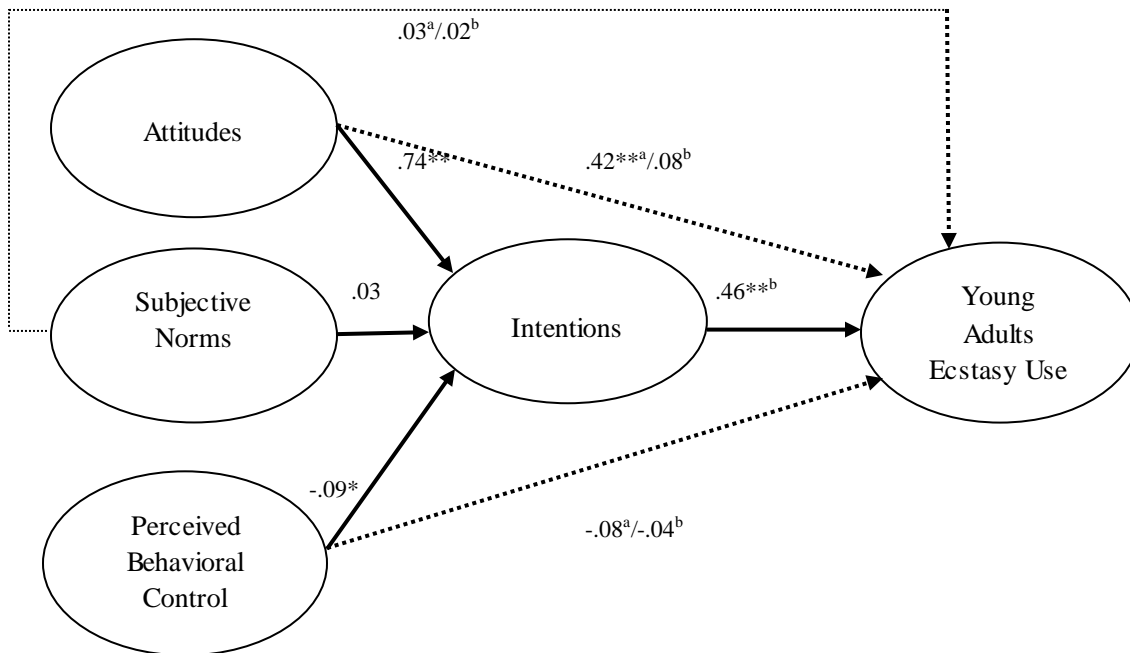 .03ᵃ/.02ᵇ
Attitudes
.74**
.42**ᵃ/.08ᵇ
Subjective
Norms
.03
Intentions
.46**ᵇ
Young
Adults
Ecstasy Use
-.09*
Perceived
Behavioral
Control
-.08ᵃ/-.04ᵇ